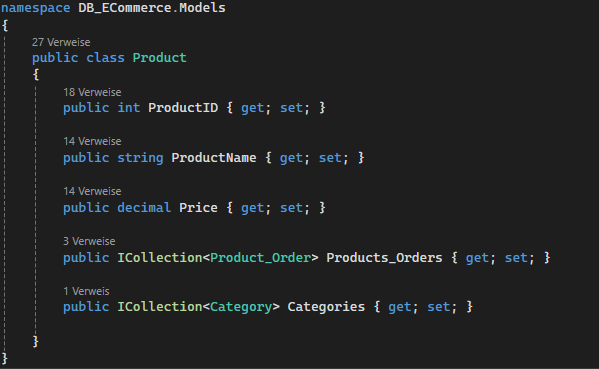 namespace DB_ECommerce.Models
{
27 Verweise
public class Product
{
18 Verweise
public int ProductID { get; set; }
14 Verweise
public string ProductName { get; set; }
14 Verweise
public decimal Price { get; set; }
3 Verweise
public ICollection<Product_Order> Products_Orders { get; set; }
1 Verweis
public ICollection<Category> Categories { get; set; }
}
}